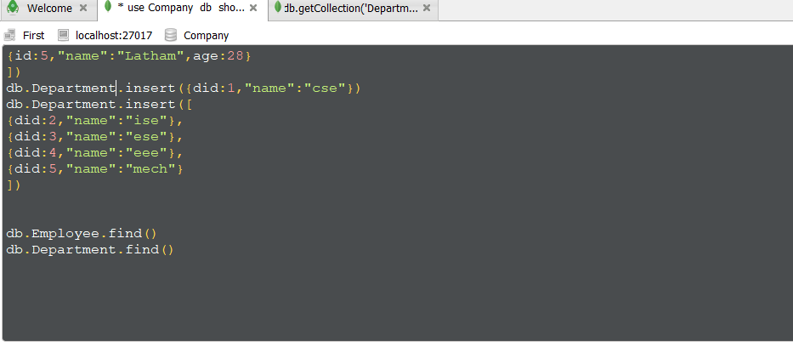 Welcome
* use Company db sho...
db.getCollection('Departm...
First
localhost:27017
Company
{id:5,"name":"Latham",age:28}
])
db.Department.insert({did:1,"name":"cse"})
db.Department.insert([
{did:2,"name":"ise"},
{did:3,"name":"ese"},
{did:4,"name":"eee"},
{did:5,"name":"mech"}
])
db.Employee.find()
db.Department.find()